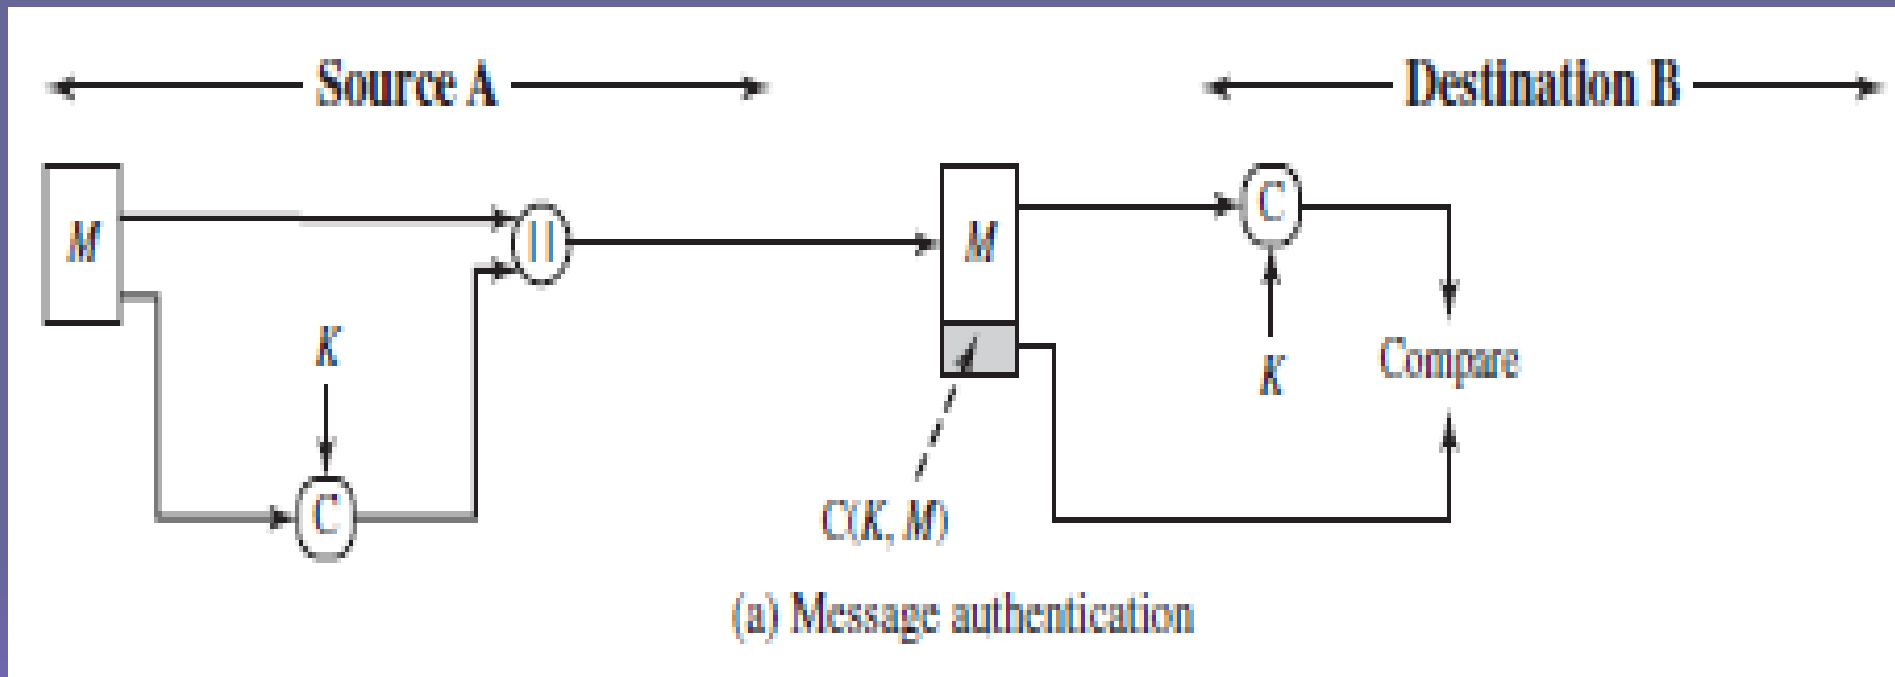 Source A
Destination B
M
||
M
C
K
K
Compare
C
C(K, M)
(a) Message authentication